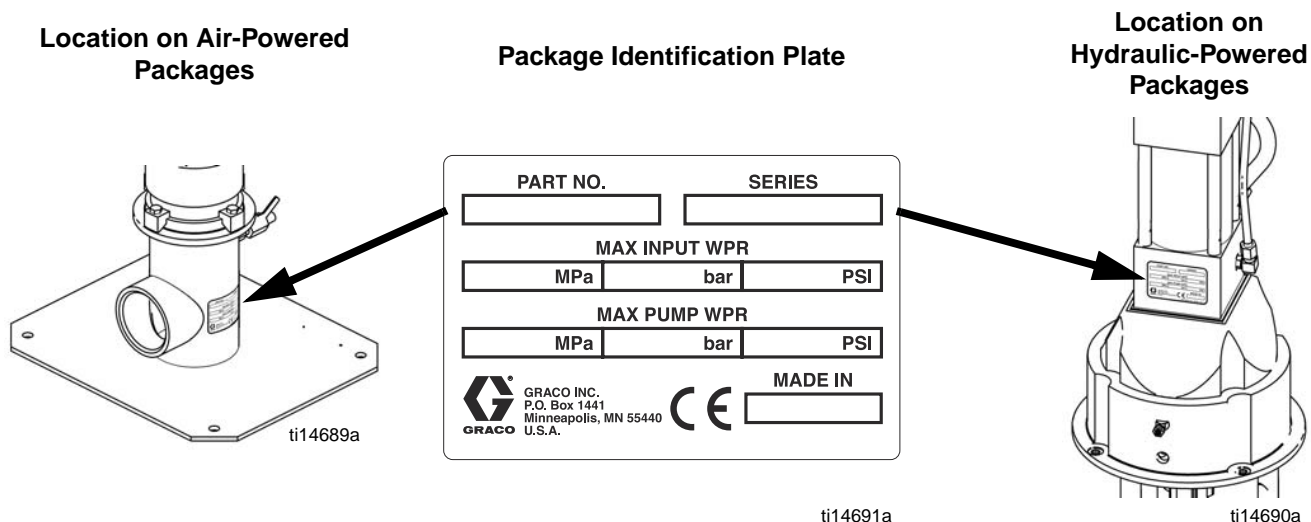 Location on Air-Powered
Packages
Package Identification Plate
Location on
Hydraulic-Powered
Packages
PART NO.
SERIES
MAX INPUT WPR
MPa
bar
PSI
MAX PUMP WPR
MPa
bar
PSI
GRACO
GRACO INC.
P.O. Box 1441
Minneapolis, MN 55440
U.S.A.
CE
MADE IN
ti14689a
ti14691a
ti14690a